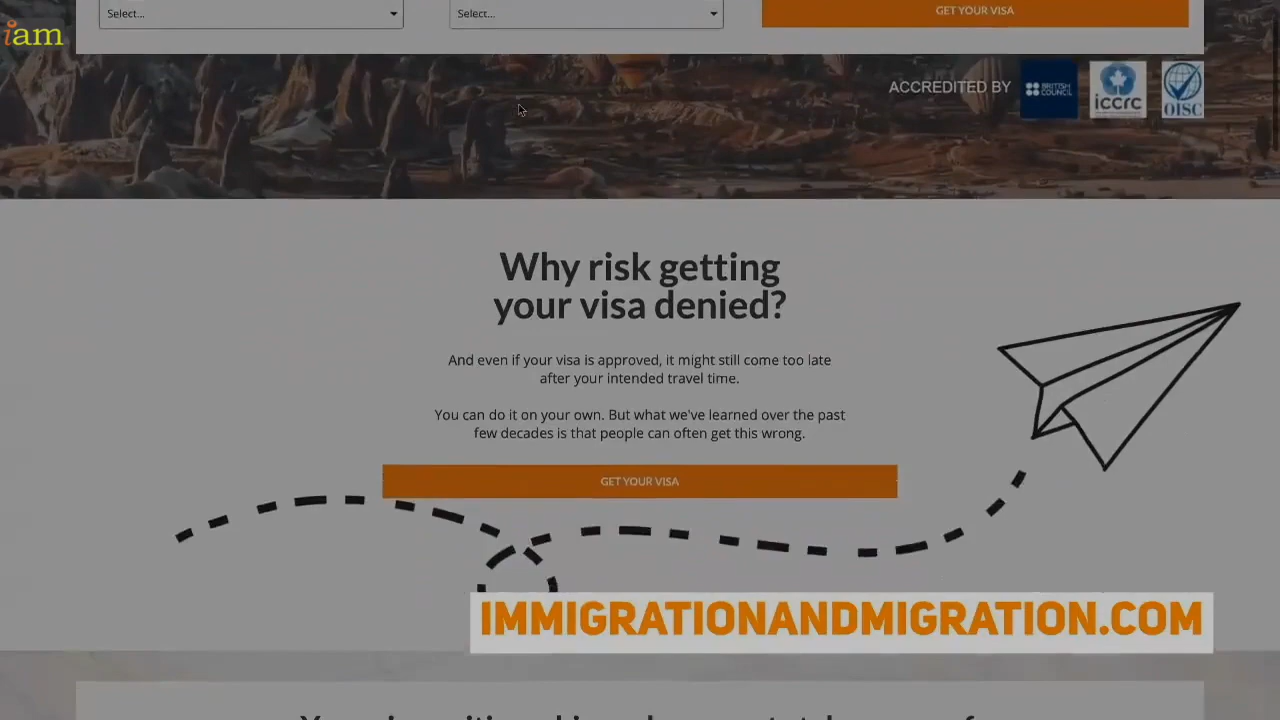 Select...
Select...
GET YOUR VISA
iam
ACCREDITED BY
BRITISH
COUNCIL
iccrc
OISC
Why risk getting
your visa denied?
And even if your visa is approved, it might still come too late
after your intended travel time.
You can do it on your own. But what we've learned over the past
few decades is that people can often get this wrong.
GET YOUR VISA
IMMIGRATIONANDMIGRATION.COM